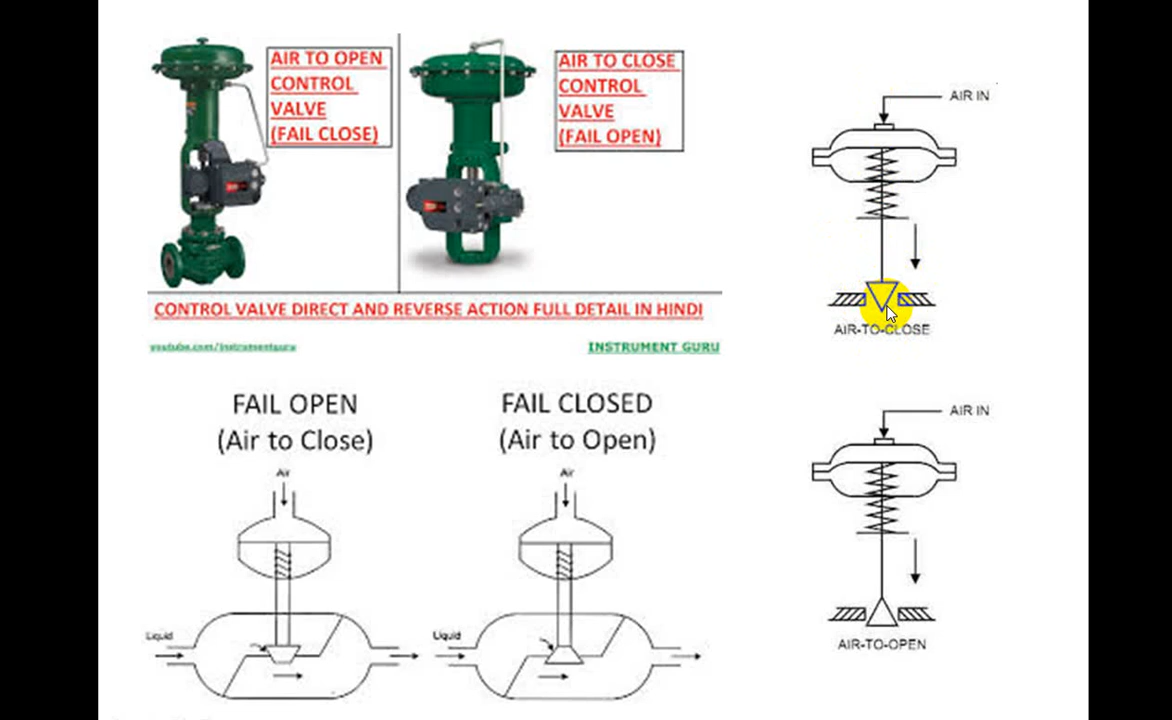 AIR TO OPEN
CONTROL
VALVE
(FAIL CLOSE)
AIR TO CLOSE
CONTROL
VALVE
(FAIL OPEN)
CONTROL VALVE DIRECT AND REVERSE ACTION FULL DETAIL IN HINDI
youtube.com/instrumentguru
INSTRUMENT GURU
AIR IN
AIR-TO-CLOSE
FAIL OPEN
(Air to Close)
Air
Liquid
FAIL CLOSED
(Air to Open)
Air
Liquid
AIR IN
AIR-TO-OPEN